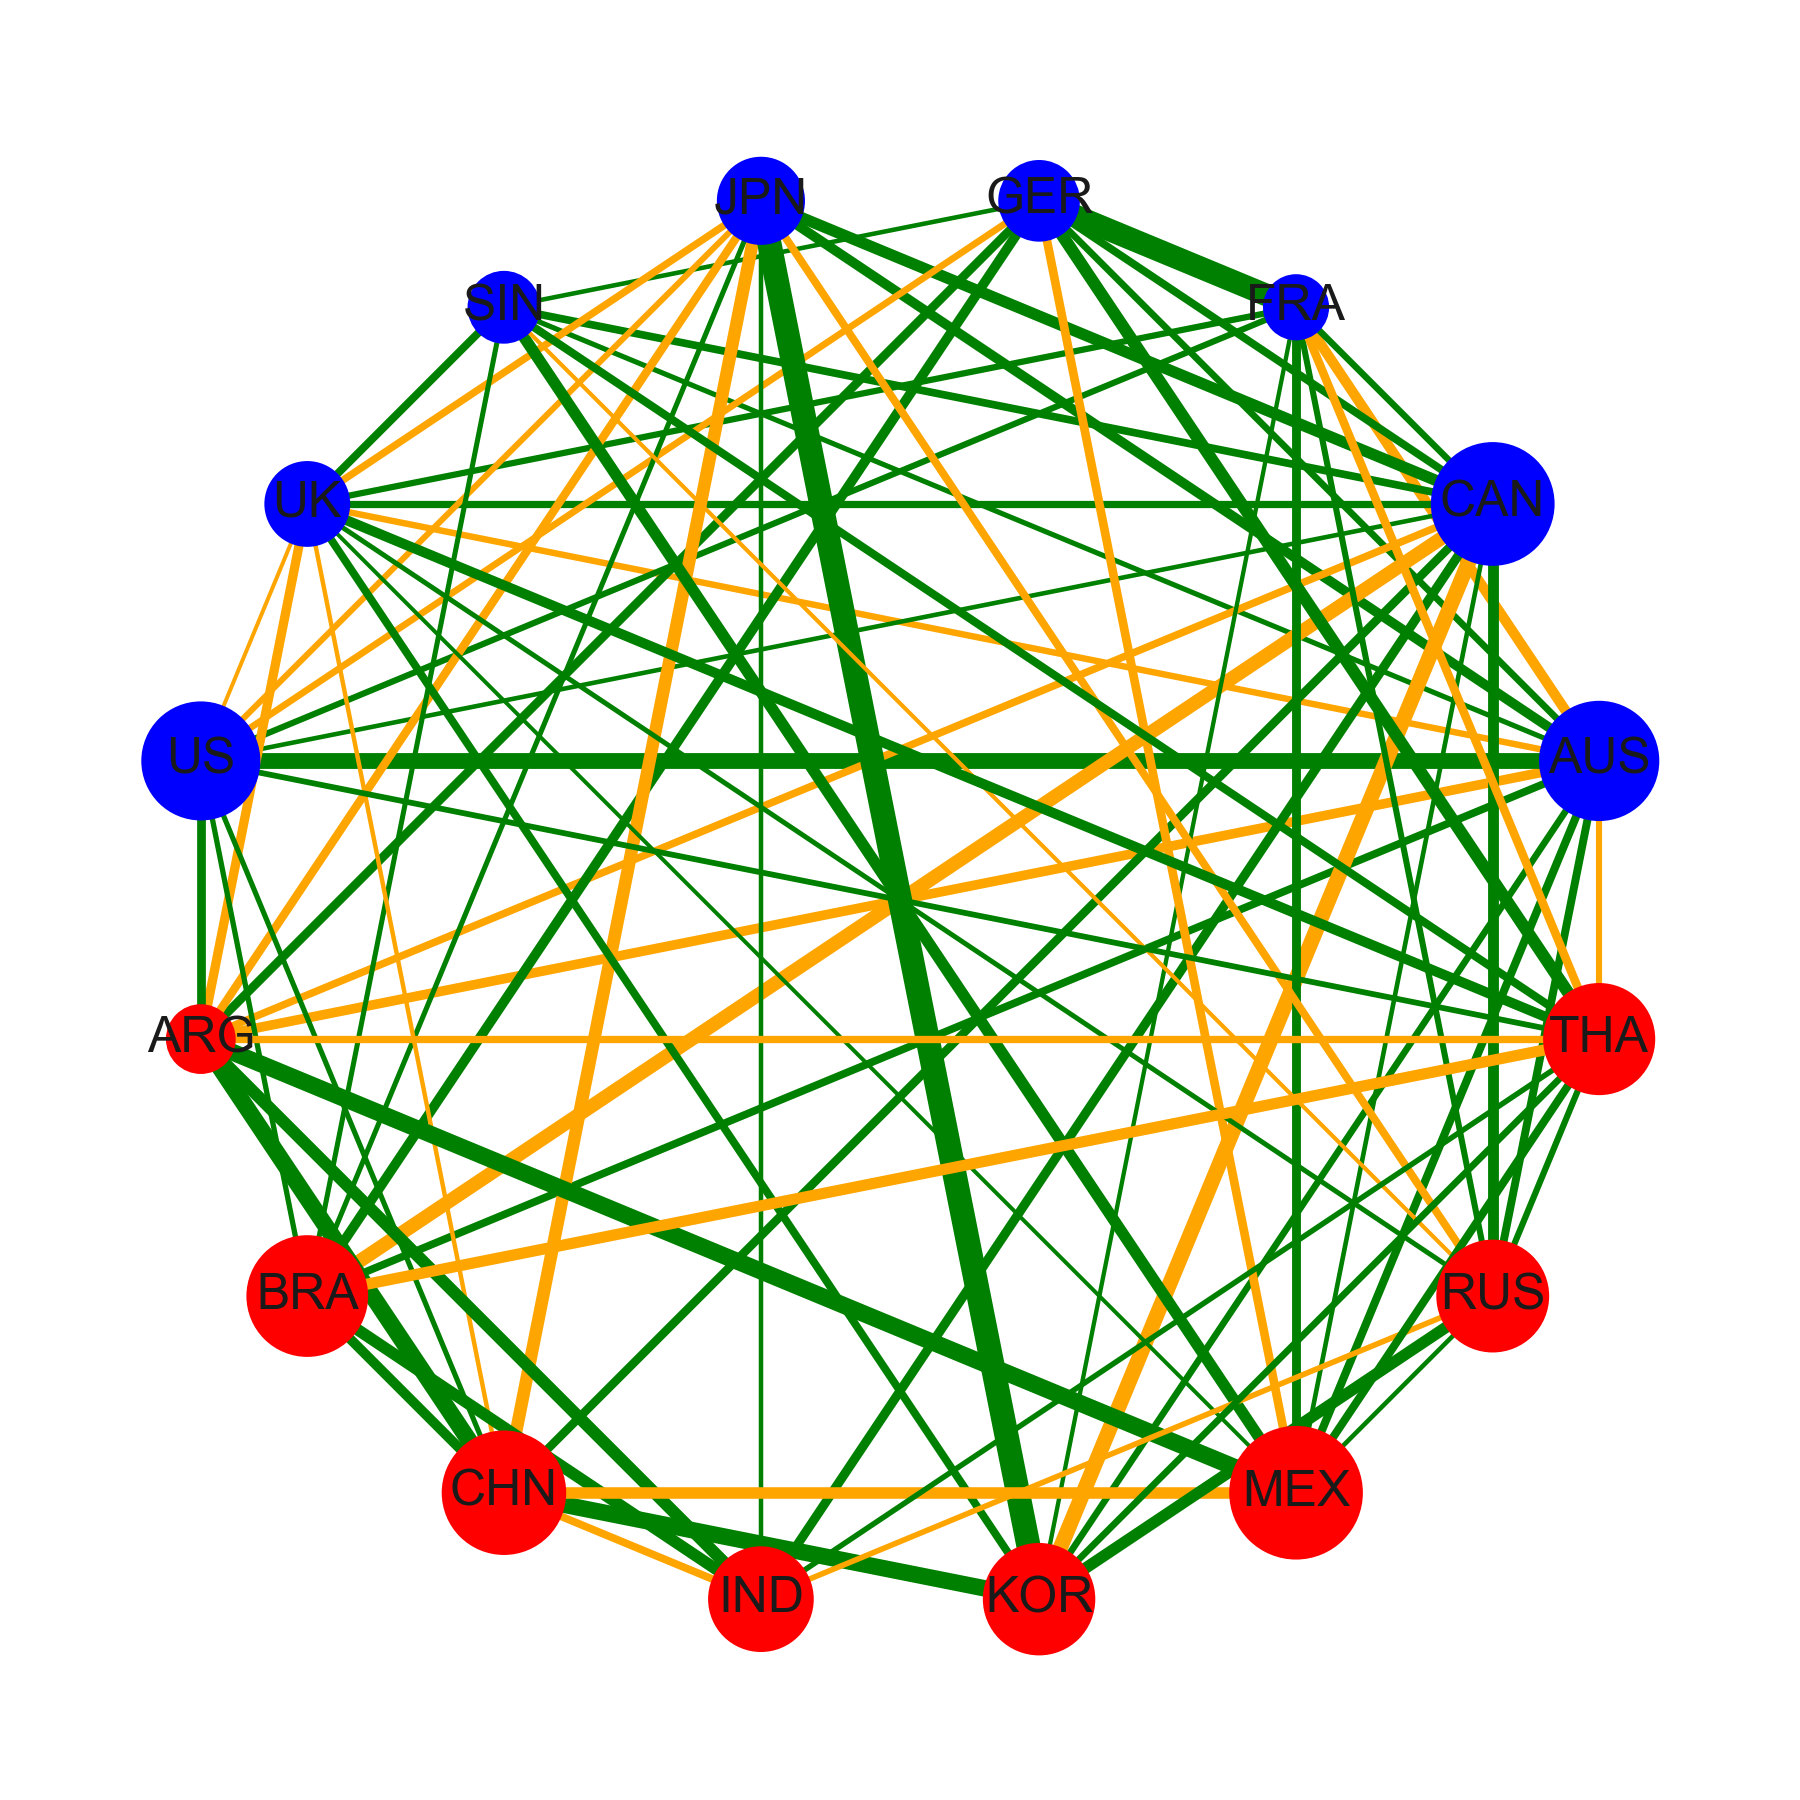 JPN
GER
SIN
FRA
UK
CAN
US
AUS
ARG
THA
BRA
RUS
CHN
MEX
IND
KOR